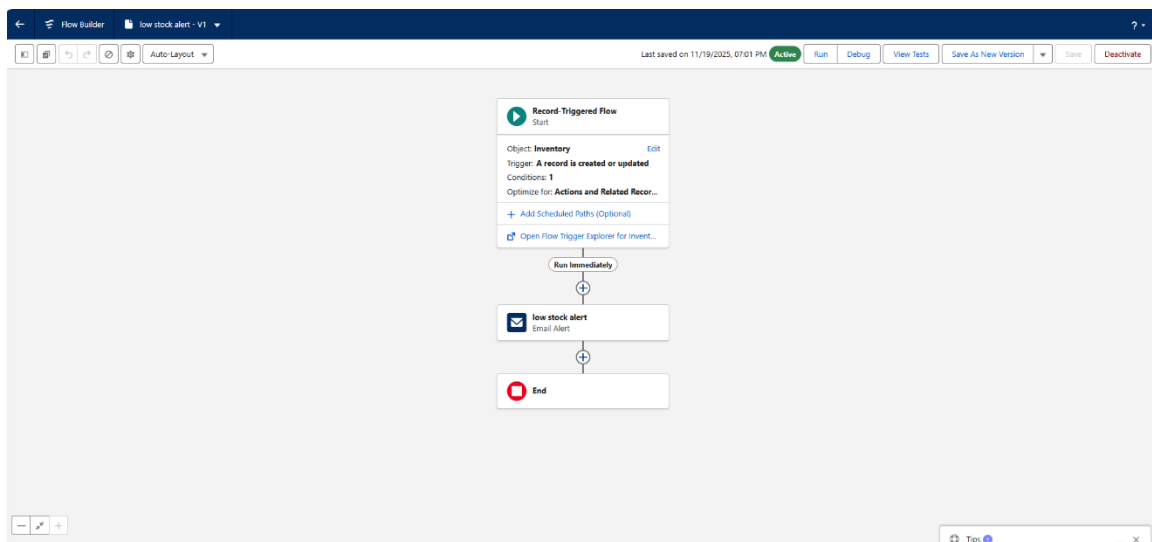 Flow Builder
low stock alert - V1
?
Auto-Layout
Last saved on 11/19/2025, 07:01 PM
Active
Run
Debug
View Tests
Save As New Version
Save
Deactivate
Record-Triggered Flow
Start
Object: Inventory
Edit
Trigger: A record is created or updated
Conditions: 1
Optimize for: Actions and Related Recor...
+ Add Scheduled Paths (Optional)
Open Flow Trigger Explorer for Invent...
Run Immediately
low stock alert
Email Alert
End
Tips